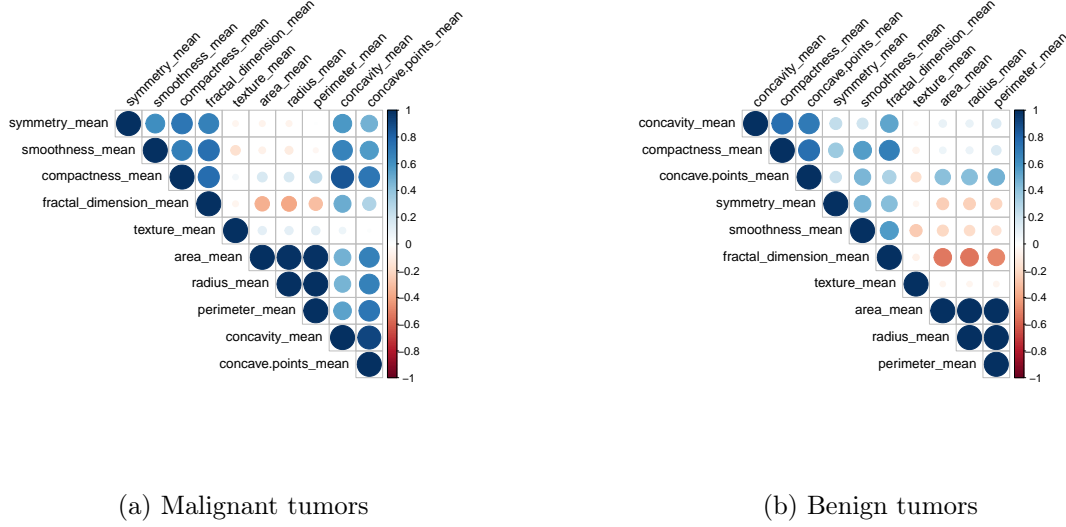 symmetry_mean
smoothness_mean
compactness_mean
fractal_dimension_mean
texture_mean
area_mean
radius_mean
perimeter_mean
concavity_mean
concave.points_mean
symmetry_mean
smoothness_mean
compactness_mean
fractal_dimension_mean
texture_mean
area_mean
radius_mean
perimeter_mean
concavity_mean
concave.points_mean
1
0.8
0.6
0.4
0.2
0
−0.2
−0.4
−0.6
−0.8
−1
(a) Malignant tumors
concavity_mean
compactness_mean
concave.points_mean
symmetry_mean
smoothness_mean
fractal_dimension_mean
texture_mean
area_mean
radius_mean
perimeter_mean
concavity_mean
compactness_mean
concave.points_mean
symmetry_mean
smoothness_mean
fractal_dimension_mean
texture_mean
area_mean
radius_mean
perimeter_mean
1
0.8
0.6
0.4
0.2
0
−0.2
−0.4
−0.6
−0.8
−1
(b) Benign tumors